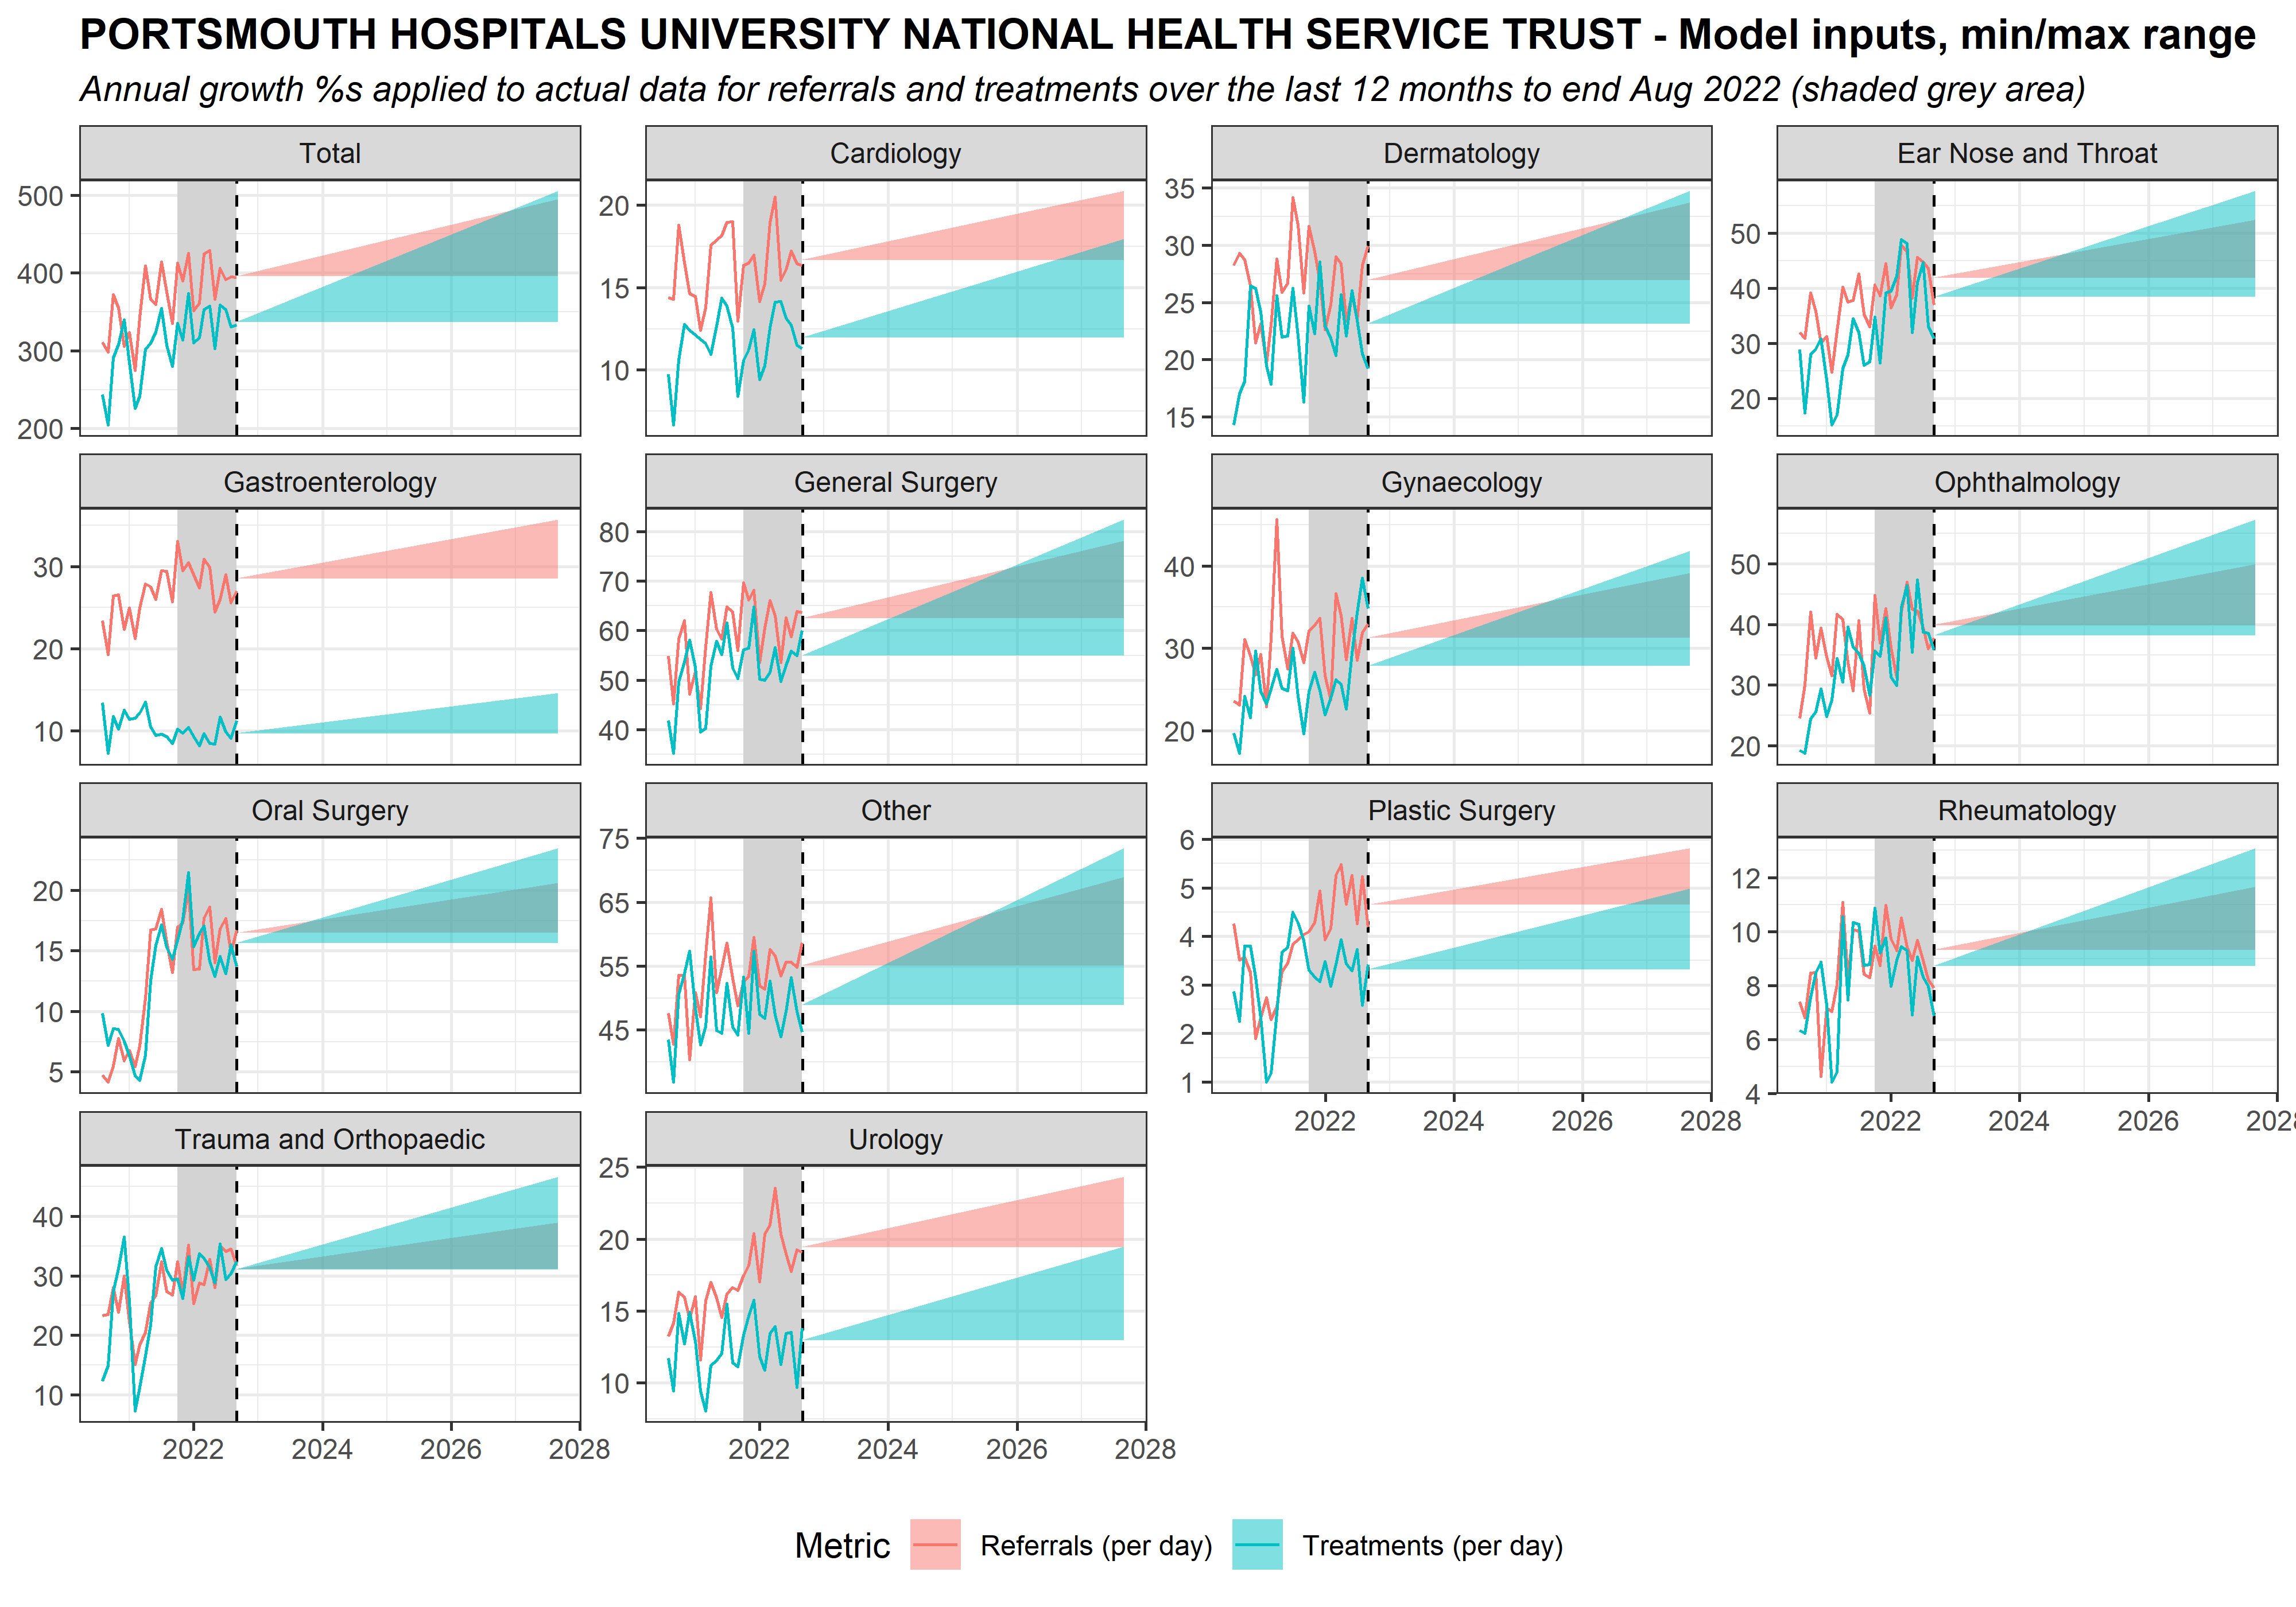 PORTSMOUTH HOSPITALS UNIVERSITY NATIONAL HEALTH SERVICE TRUST - Model inputs, min/max range
Annual growth %s applied to actual data for referrals and treatments over the last 12 months to end Aug 2022 (shaded grey area)
Total
Cardiology
Dermatology
Ear Nose and Throat
500
400
300
200
20
15
10
35
30
25
20
15
50
40
30
20
Gastroenterology
General Surgery
Gynaecology
Ophthalmology
30
20
10
80
70
60
50
40
40
30
20
50
40
30
20
Oral Surgery
Other
Plastic Surgery
Rheumatology
20
15
10
5
75
65
55
45
6
5
4
3
2
1
12
10
8
6
4
2022 2024 2026 2028
2022 2024 2026 202
Trauma and Orthopaedic
Urology
40
30
20
10
25
20
15
10
2022 2024 2026 2028
2022 2024 2026 2028
Metric Referrals (per day) Treatments (per day)